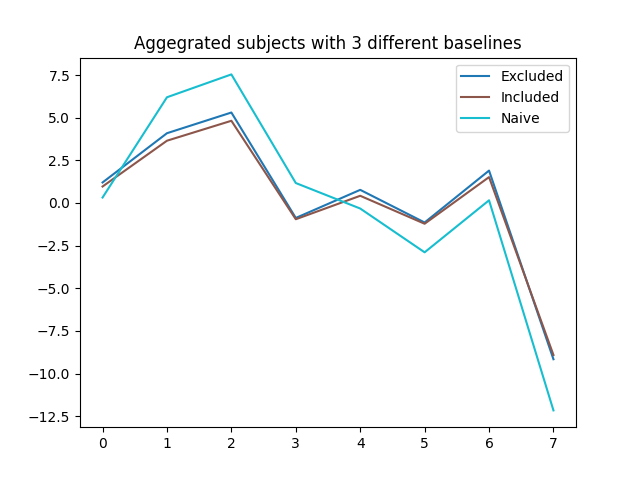 Aggegrated subjects with 3 different baselines
Excluded
Included
Naive
7.5
5.0
2.5
0.0
−2.5
−5.0
−7.5
−10.0
−12.5
0 1 2 3 4 5 6 7